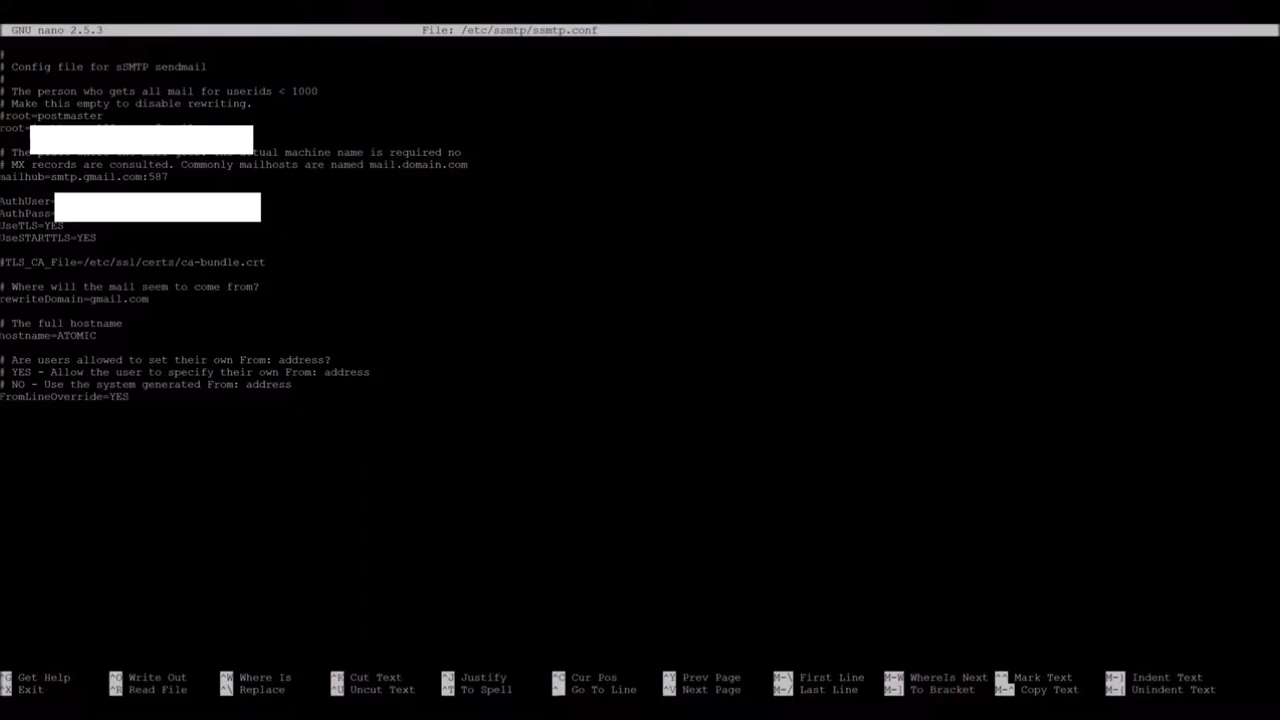 GNU nano 2.5.3 File: /etc/ssmtp/ssmtp.conf
#
# Config file for sSMTP sendmail
#
# The person who gets all mail for userids < 1000
# Make this empty to disable rewriting.
#root=postmaster
root=
# The actual machine name is required no
# MX records are consulted. Commonly mailhosts are named mail.domain.com
mailhub=smtp.gmail.com:587
AuthUser=
AuthPass=
UseTLS=YES
UseSTARTTLS=YES
#TLS_CA_File=/etc/ssl/certs/ca-bundle.crt
# Where will the mail seem to come from?
rewriteDomain=gmail.com
# The full hostname
hostname=ATOMIC
# Are users allowed to set their own From: address?
# YES - Allow the user to specify their own From: address
# NO - Use the system generated From: address
FromLineOverride=YES
^G Get Help ^O Write Out ^W Where Is ^K Cut Text ^J Justify ^C Cur Pos ^Y Prev Page M-\ First Line M-W WhereIs Next ^^ Mark Text M-} Indent Text
^X Exit ^R Read File ^\ Replace ^U Uncut Text ^T To Spell ^_ Go To Line ^V Next Page M-/ Last Line M-] To Bracket M-^ Copy Text M-{ Unindent Text